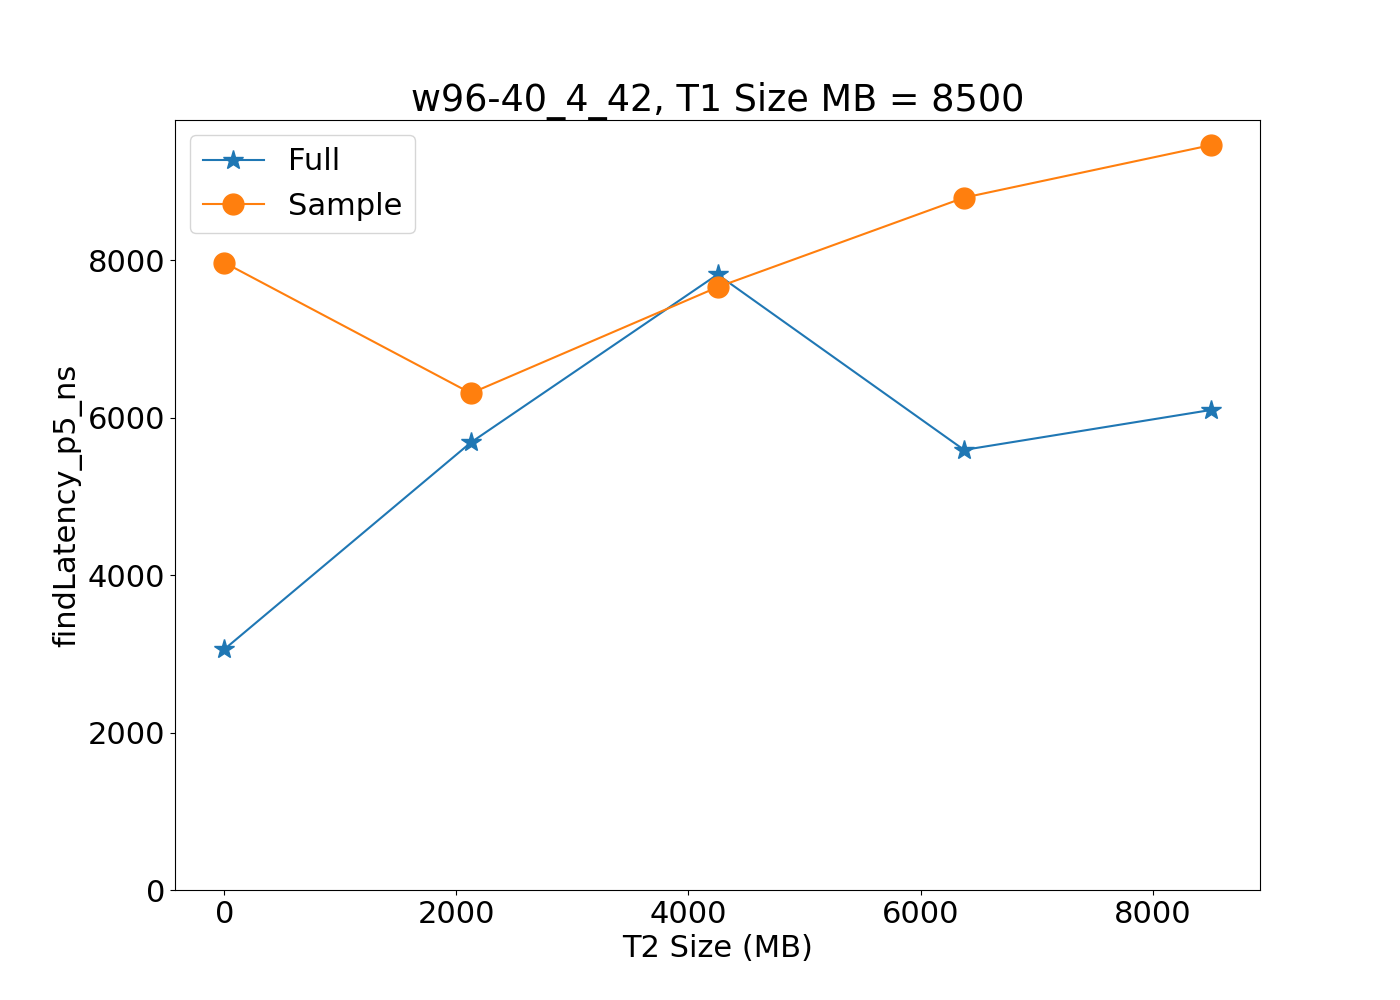 w96-40_4_42, T1 Size MB = 8500
Full
Sample
8000
6000
4000
2000
0
findLatency_p5_ns
0 2000 4000 6000 8000
T2 Size (MB)